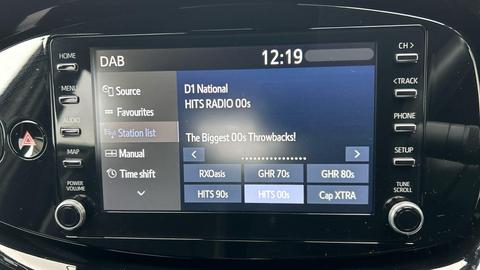 DAB 12:19
HOME
MENU
AUDIO
MAP
POWER
VOLUME
Source
Favourites
Station list
Manual
Time shift
D1 National
HITS RADIO 00s
The Biggest 00s Throwbacks!
< >
RXOasis GHR 70s GHR 80s
HITS 90s HITS 00s Cap XTRA
CH >
< TRACK
PHONE
SETUP
TUNE
SCROLL